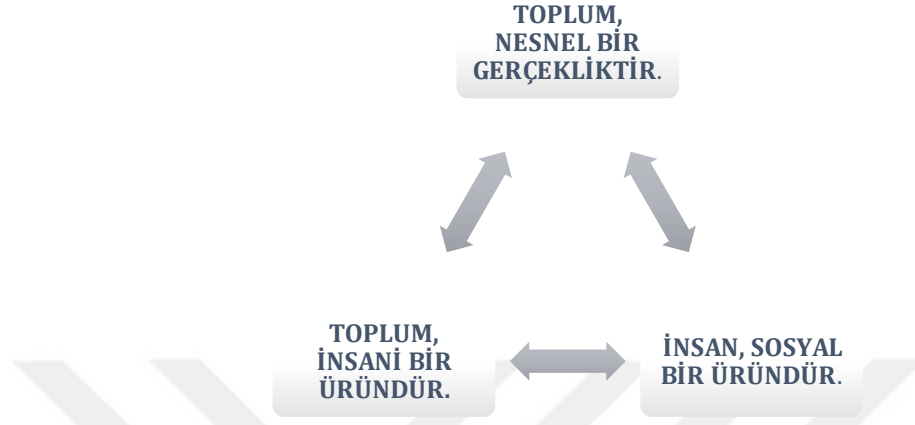 TOPLUM,
NESNEL BİR
GERÇEKLİKTİR.
TOPLUM,
İNSANİ BİR
ÜRÜNDÜR.
İNSAN, SOSYAL
BİR ÜRÜNDÜR.